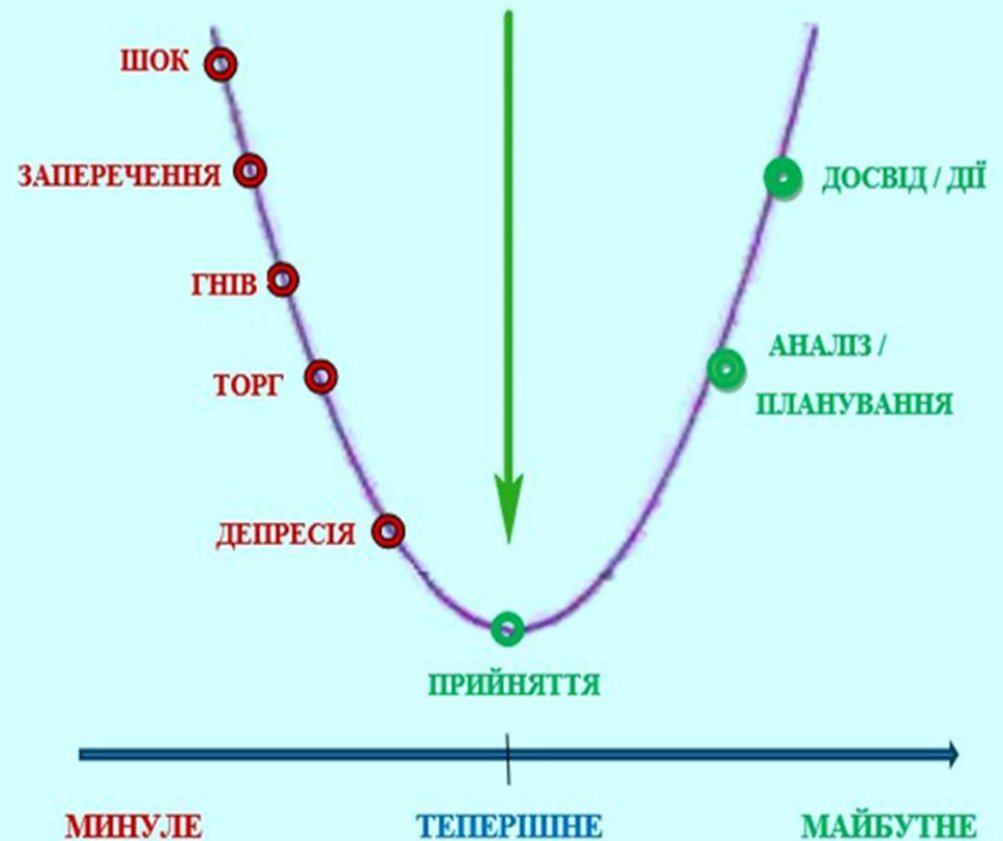 ШОК
ЗАПЕРЕЧЕННЯ
ГНІВ
ТОРГ
ДЕПРЕСІЯ
ПРИЙНЯТТЯ
ДОСВІД / ДІЇ
АНАЛІЗ /
ПЛАНУВАННЯ
МИНУЛЕ
ТЕПЕРІШНЕ
МАЙБУТНЕ